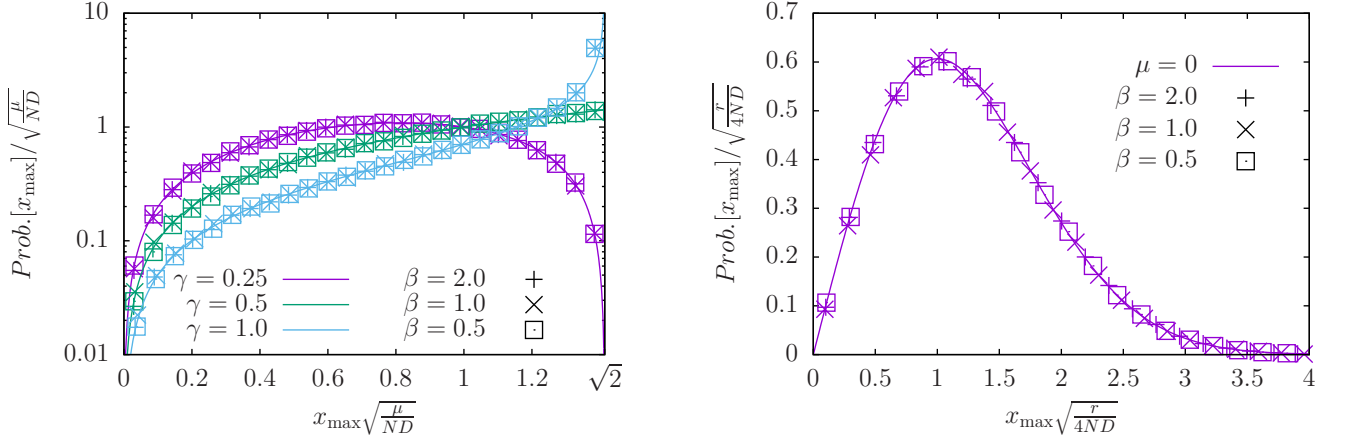 10
1
0.1
0.01
Prob.[x_max]/√(μ/ND)
γ = 0.25
γ = 0.5
γ = 1.0
β = 2.0
β = 1.0
β = 0.5
0 0.2 0.4 0.6 0.8 1 1.2 √2
x_max√(μ/ND)
0.7
0.6
0.5
0.4
0.3
0.2
0.1
0
Prob.[x_max]/√(r/4ND)
μ = 0
β = 2.0
β = 1.0
β = 0.5
0 0.5 1 1.5 2 2.5 3 3.5 4
x_max√(r/4ND)